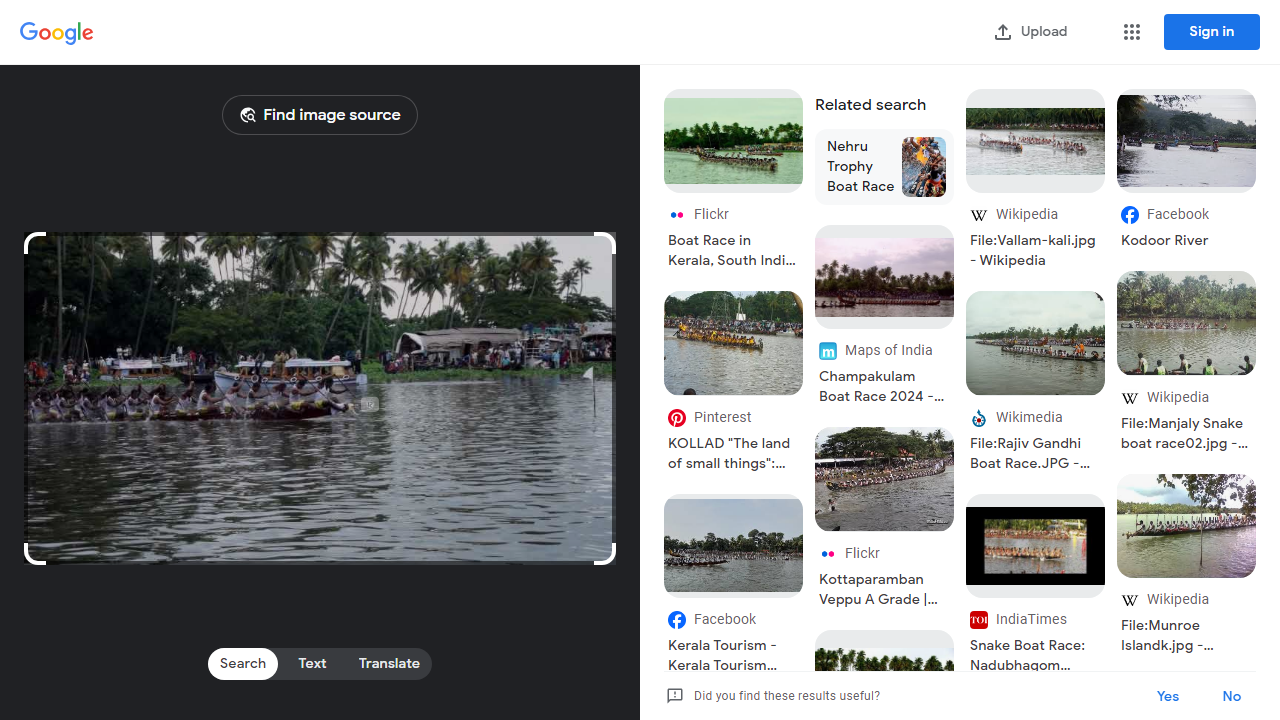 Google
Upload
Sign in
Find image source
Search
Text
Translate
Flickr
Boat Race in
Kerala, South Indi...
Pinterest
KOLLAD "The land
of small things":...
Facebook
Kerala Tourism -
Kerala Tourism...
Related search
Nehru
Trophy
Boat Race
Maps of India
Champakulam
Boat Race 2024 -...
Flickr
Kottaparamban
Veppu A Grade |...
Wikipedia
File:Vallam-kali.jpg
- Wikipedia
Wikimedia
File:Rajiv Gandhi
Boat Race.JPG -...
TOI
IndiaTimes
Snake Boat Race:
Nadubhagom...
Facebook
Kodoor River
Wikipedia
File:Manjaly Snake
boat race02.jpg -...
Wikipedia
File:Munroe
Islandk.jpg -...
Did you find these results useful?
Yes
No